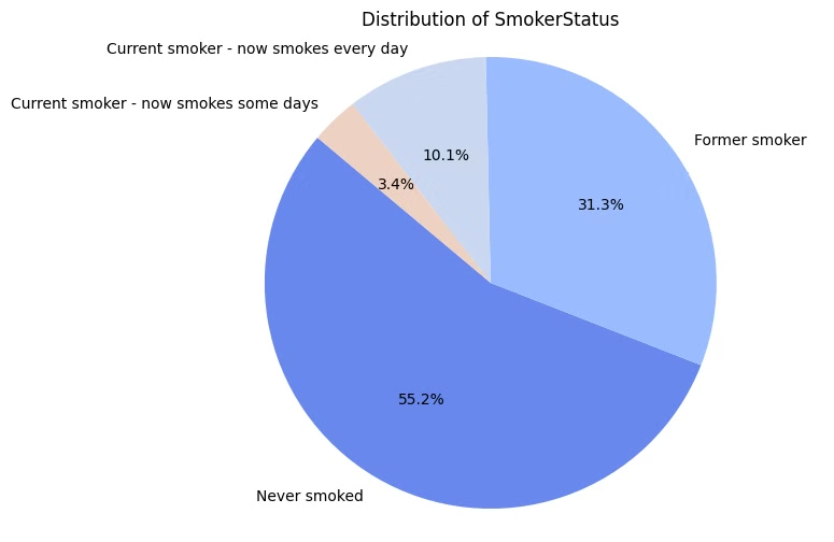 Distribution of SmokerStatus
Current smoker - now smokes every day
Current smoker - now smokes some days
Former smoker
10.1%
3.4%
31.3%
55.2%
Never smoked